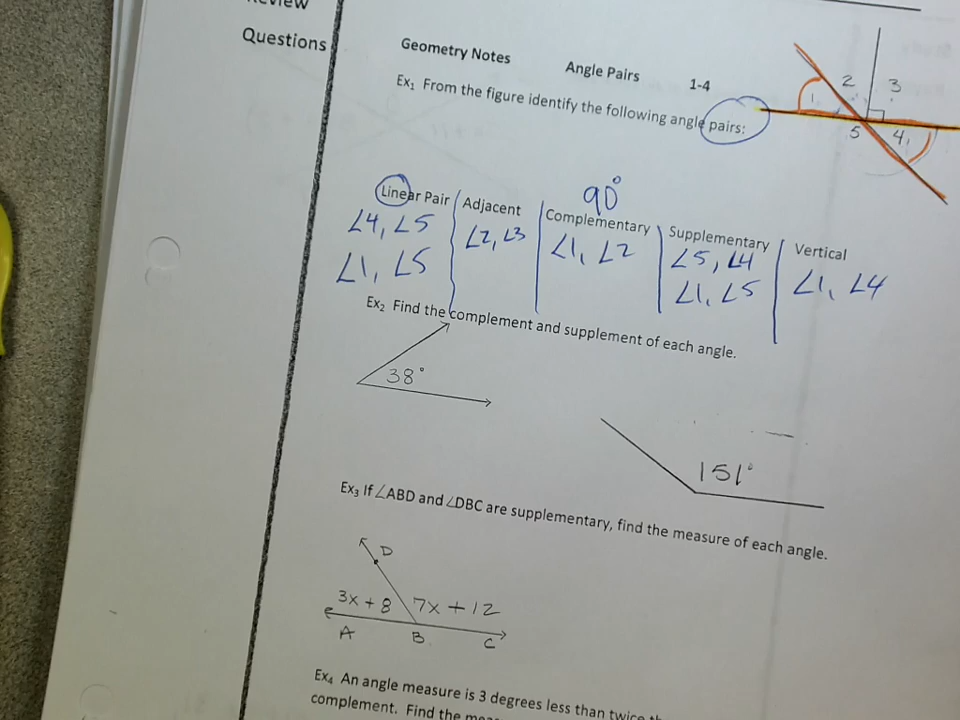 Review
Questions
Geometry Notes Angle Pairs 1-4
Ex₁ From the figure identify the following angle pairs:
1 2 3
5 4
90°
Linear Pair Adjacent Complementary Supplementary Vertical
∠4, ∠5 ∠2, ∠3 ∠1, ∠2 ∠5, ∠4 ∠1, ∠4
∠1, ∠5 ∠1, ∠5
Ex₂ Find the complement and supplement of each angle.
38°
151°
Ex₃ If ∠ABD and ∠DBC are supplementary, find the measure of each angle.
D
3x + 8 7x + 12
A B C
Ex₄ An angle measure is 3 degrees less than twice
complement. Find the